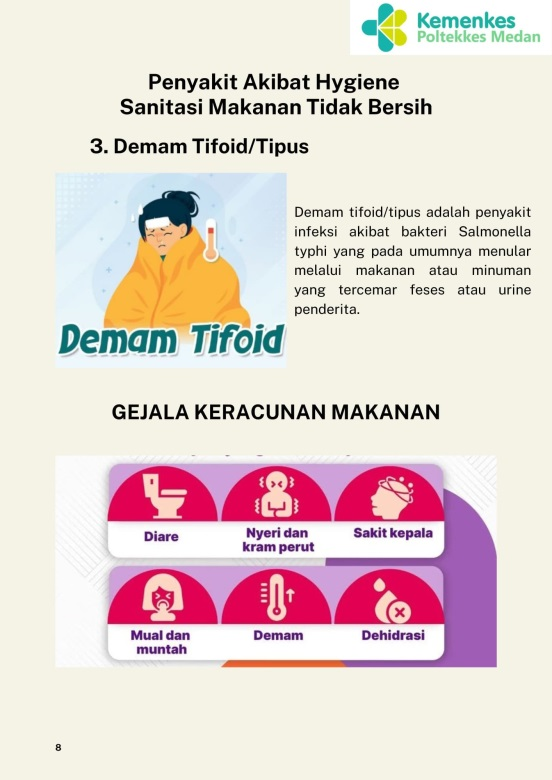 Kemenkes
Poltekkes Medan
Penyakit Akibat Hygiene
Sanitasi Makanan Tidak Bersih
3. Demam Tifoid/Tipus
Demam tifoid/tipus adalah penyakit
infeksi akibat bakteri Salmonella
typhi yang pada umumnya menular
melalui makanan atau minuman
yang tercemar feses atau urine
penderita.
Demam Tifoid
GEJALA KERACUNAN MAKANAN
Diare
Nyeri dan
kram perut
Sakit kepala
Mual dan
muntah
Demam
Dehidrasi
8